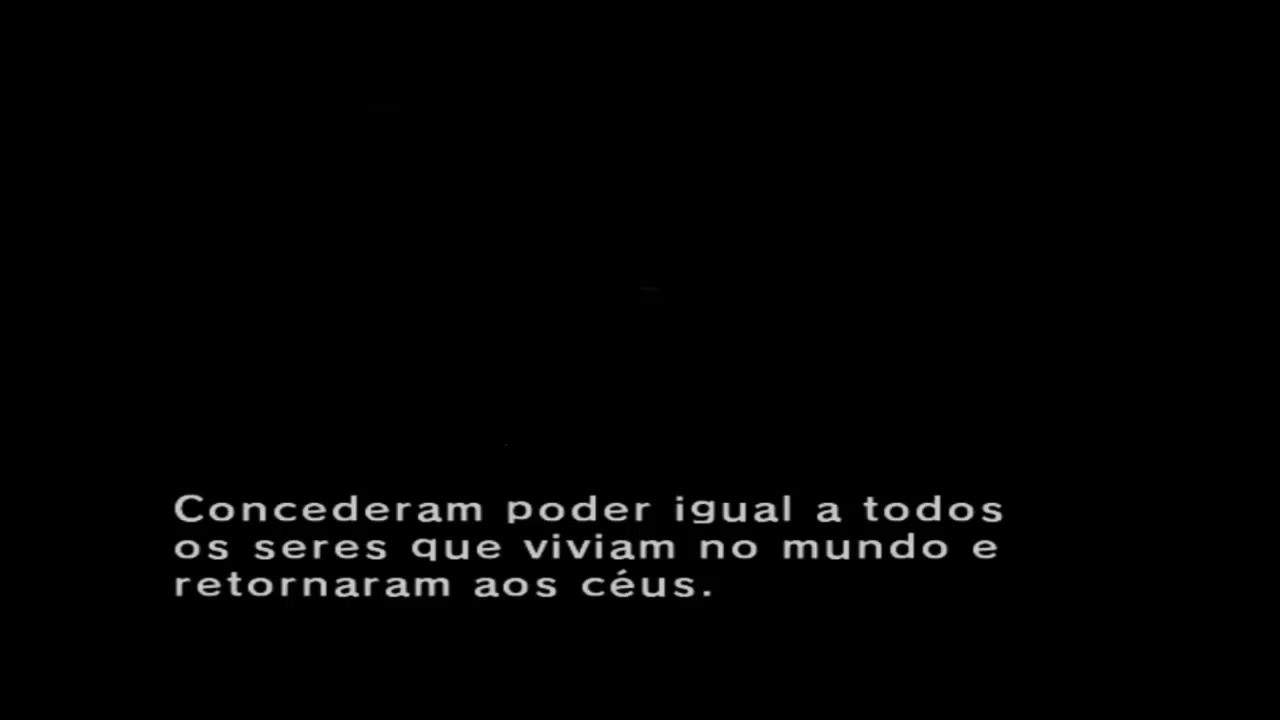 Concederam poder igual a todos
os seres que viviam no mundo e
retornaram aos céus.